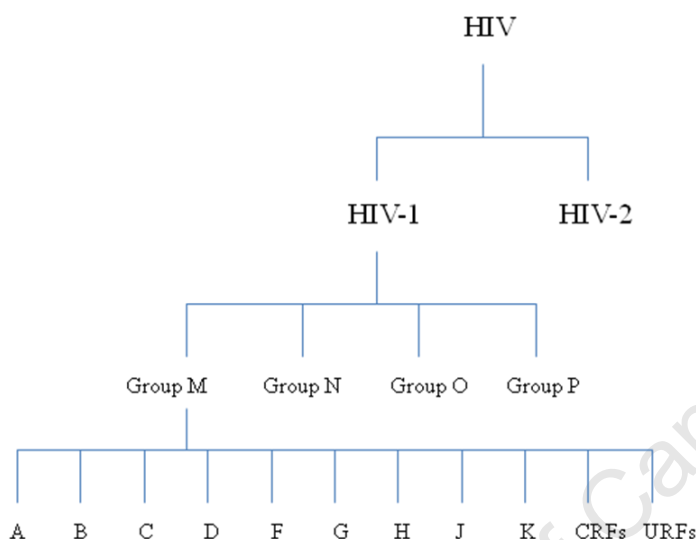 HIV
HIV-1 HIV-2
Group M Group N Group O Group P
A B C D F G H J K CRFs URFs